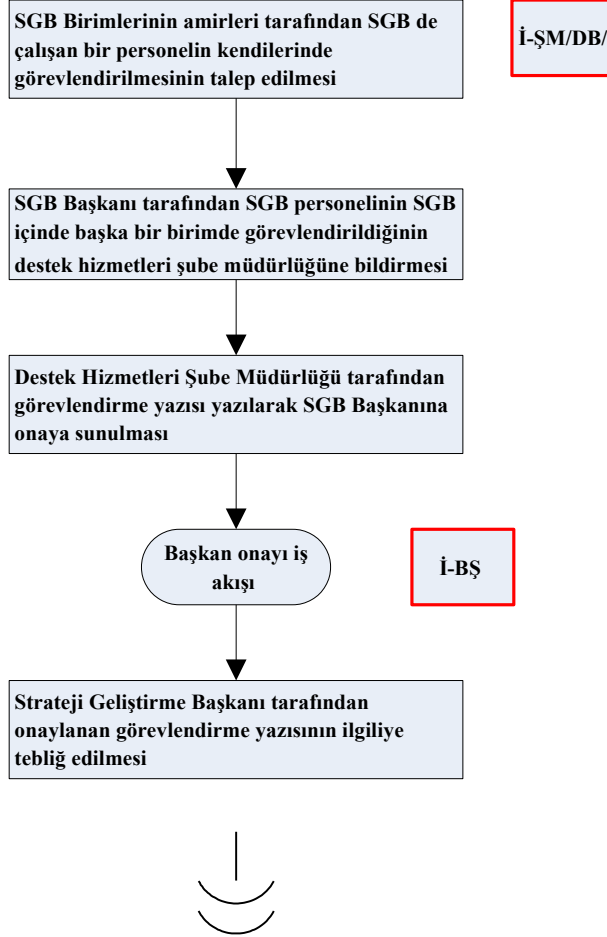 SGB Birimlerinin amirleri tarafından SGB de
çalışan bir personelin kendilerinde
görevlendirilmesinin talep edilmesi
İ-ŞM/DB/
SGB Başkanı tarafından SGB personelinin SGB
içinde başka bir birimde görevlendirildiğinin
destek hizmetleri şube müdürlüğüne bildirmesi
Destek Hizmetleri Şube Müdürlüğü tarafından
görevlendirme yazısı yazılarak SGB Başkanına
onaya sunulması
Başkan onayı iş
akışı
İ-BŞ
Strateji Geliştirme Başkanı tarafından
onaylanan görevlendirme yazısının ilgiliye
tebliğ edilmesi